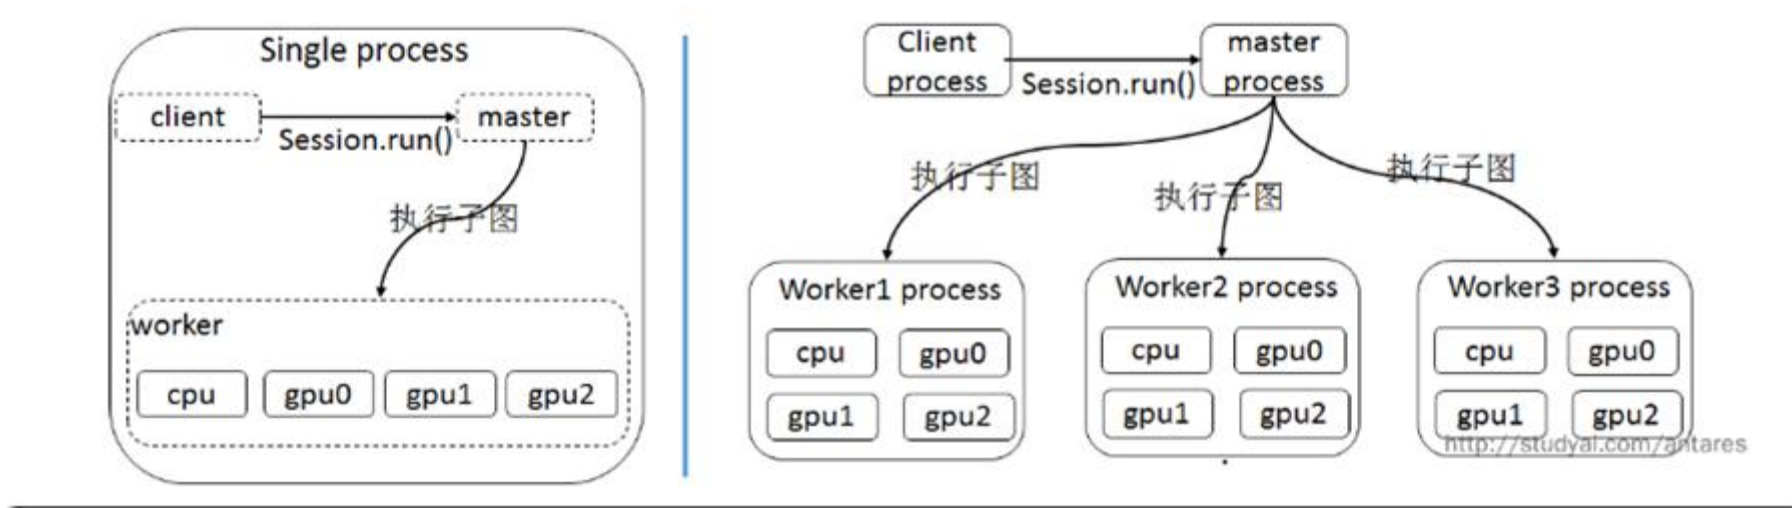 Single process
client
Session.run()
master
执行子图
worker
cpu
gpu0
gpu1
gpu2
Client
process
Session.run()
master
process
执行子图
执行子图
执行子图
Worker1 process
cpu
gpu0
gpu1
gpu2
Worker2 process
cpu
gpu0
gpu1
gpu2
Worker3 process
cpu
gpu0
gpu1
gpu2
http://studyai.com/antares